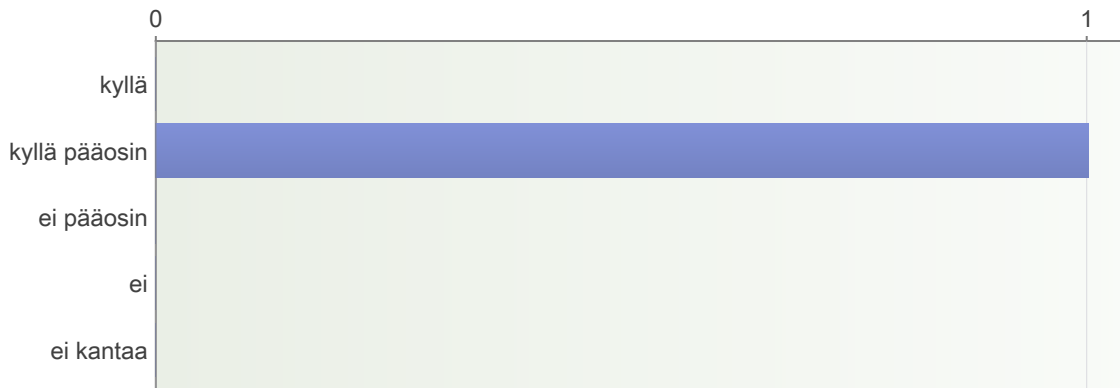 0 1
kyllä
kyllä pääosin
ei pääosin
ei
ei kantaa